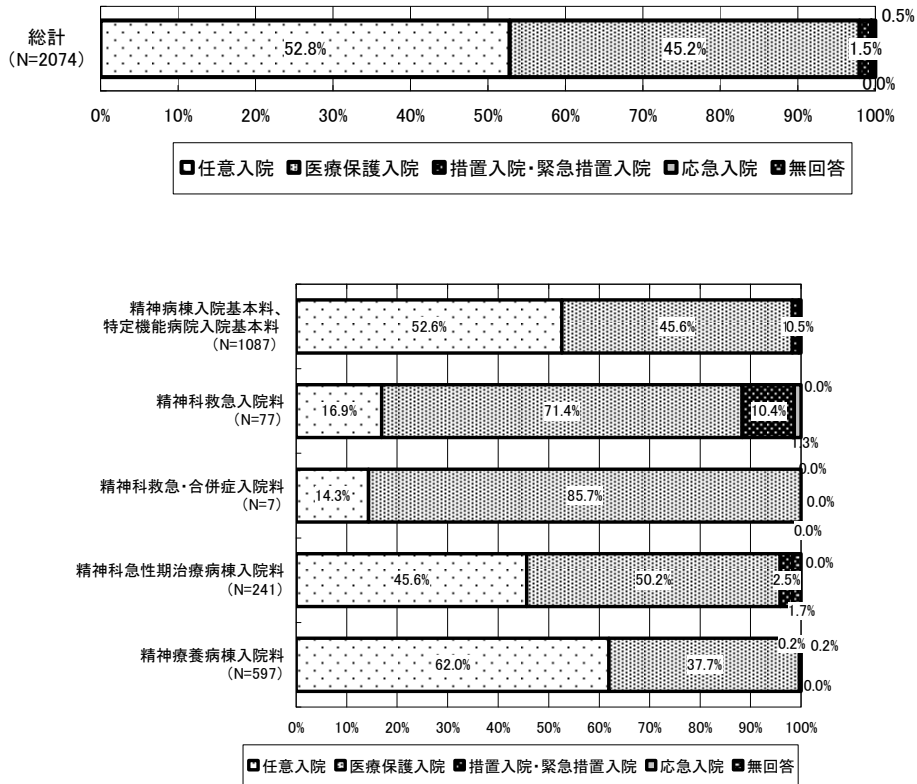 0.5%
総計
(N=2074)
52.8%
45.2%
1.5%
0.0%
0% 10% 20% 30% 40% 50% 60% 70% 80% 90% 100%
任意入院 医療保護入院 措置入院・緊急措置入院 応急入院 無回答
精神病棟入院基本料、
特定機能病院入院基本料
(N=1087)
52.6%
45.6%
0.5%
精神科救急入院料
(N=77)
16.9%
71.4%
10.4%
0.0%
1.3%
精神科救急・合併症入院料
(N=7)
14.3%
85.7%
0.0%
0.0%
0.0%
精神科急性期治療病棟入院料
(N=241)
45.6%
50.2%
2.5%
0.0%
1.7%
精神療養病棟入院料
(N=597)
62.0%
37.7%
0.2%
0.2%
0.0%
0% 10% 20% 30% 40% 50% 60% 70% 80% 90% 100%
任意入院 医療保護入院 措置入院・緊急措置入院 応急入院 無回答